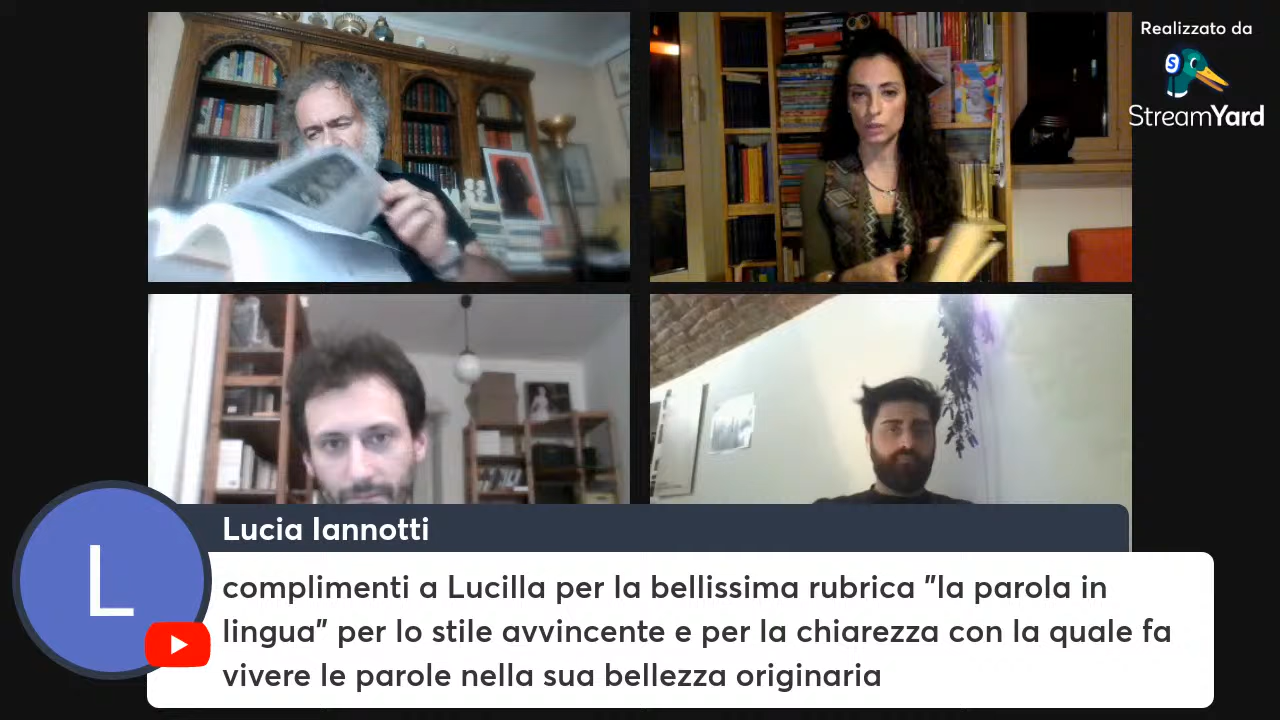 Realizzato da
S
StreamYard
Lucia Iannotti
L
complimenti a Lucilla per la bellissima rubrica "la parola in
lingua" per lo stile avvincente e per la chiarezza con la quale fa
vivere le parole nella sua bellezza originaria